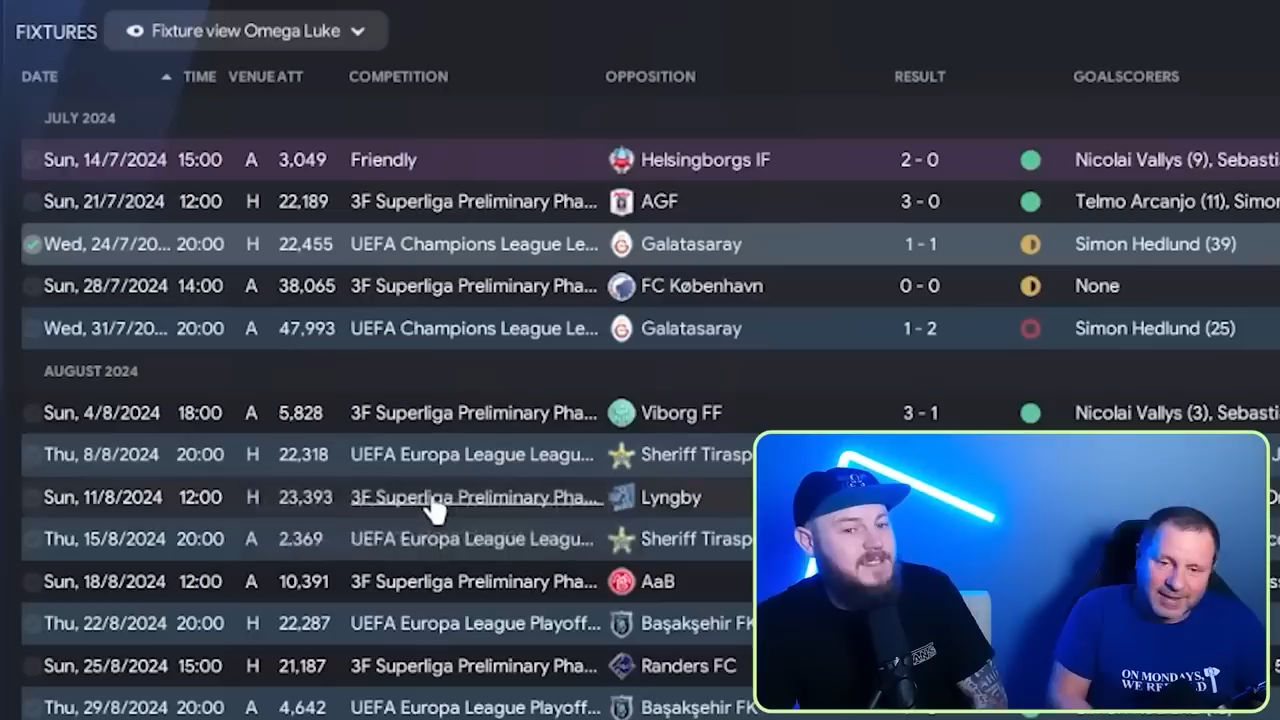 FIXTURES Fixture view Omega Luke
DATE TIME VENUE ATT COMPETITION OPPOSITION RESULT GOALSCORERS
JULY 2024
Sun, 14/7/2024 15:00 A 3,049 Friendly Helsingborgs IF 2 - 0 Nicolai Vallys (9), Sebasti
Sun, 21/7/2024 12:00 H 22,189 3F Superliga Preliminary Pha... AGF 3 - 0 Telmo Arcanjo (11), Simo
Wed, 24/7/20... 20:00 H 22,455 UEFA Champions League Le... Galatasaray 1 - 1 Simon Hedlund (39)
Sun, 28/7/2024 14:00 A 38,065 3F Superliga Preliminary Pha... FC København 0 - 0 None
Wed, 31/7/20... 20:00 A 47,993 UEFA Champions League Le... Galatasaray 1 - 2 Simon Hedlund (25)
AUGUST 2024
Sun, 4/8/2024 18:00 A 5,828 3F Superliga Preliminary Pha... Viborg FF 3 - 1 Nicolai Vallys (3), Sebasti
Thu, 8/8/2024 20:00 H 22,318 UEFA Europa League Leagu... Sheriff Tirasp
Sun, 11/8/2024 12:00 H 23,393 3F Superliga Preliminary Pha... Lyngby
Thu, 15/8/2024 20:00 A 2,369 UEFA Europa League Leagu... Sheriff Tirasp
Sun, 18/8/2024 12:00 A 10,391 3F Superliga Preliminary Pha... AaB
Thu, 22/8/2024 20:00 H 22,287 UEFA Europa League Playoff... Başakşehir FK
Sun, 25/8/2024 15:00 H 21,187 3F Superliga Preliminary Pha... Randers FC
Thu, 29/8/2024 20:00 A 4,642 UEFA Europa League Playoff... Başakşehir FK
ON MONDAYS,
WE